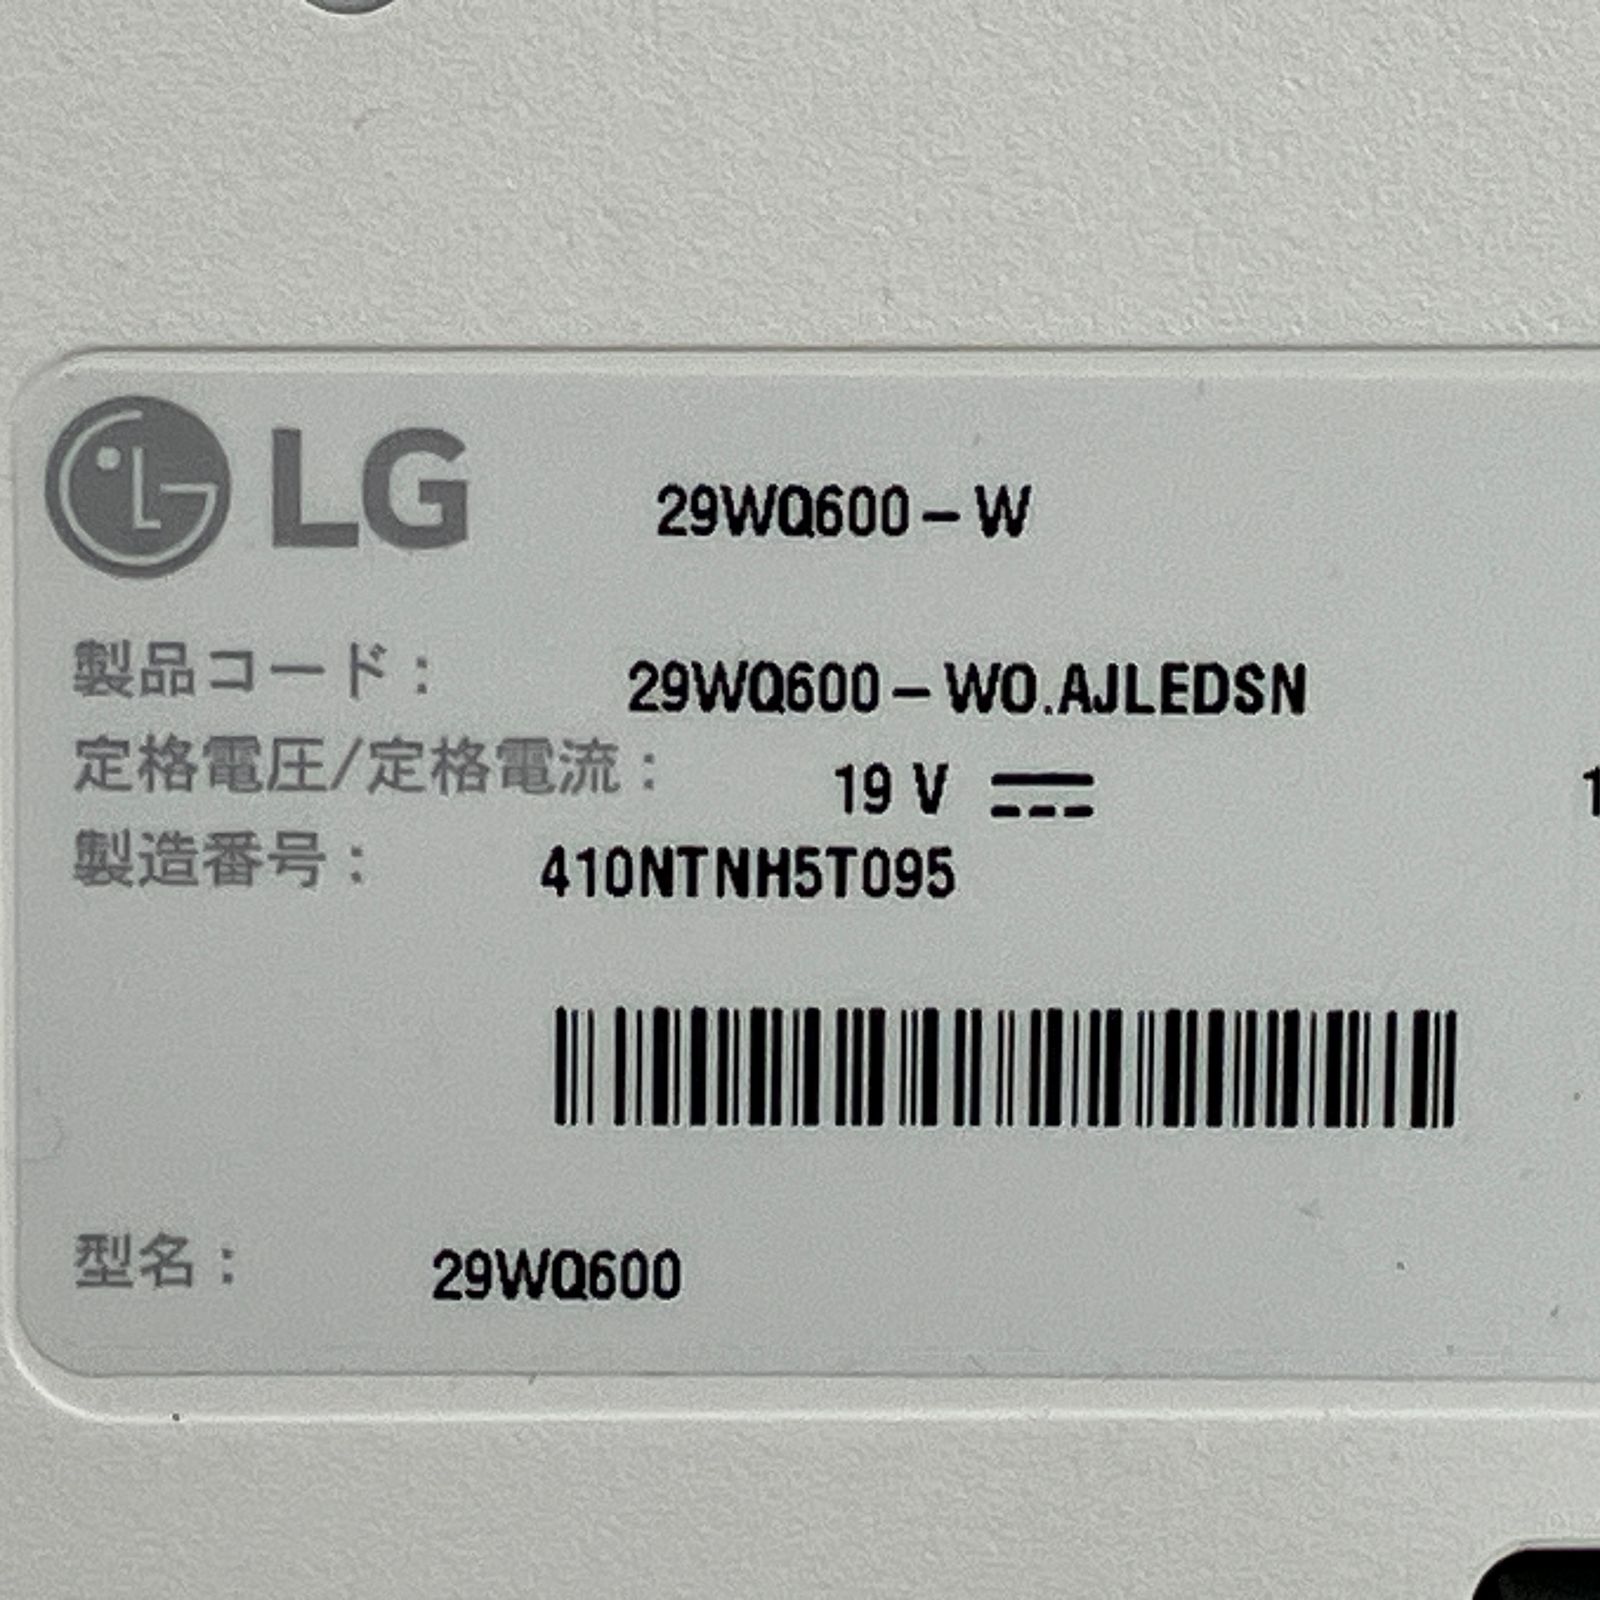 LG 29WQ600-W
製品コード： 29WQ600-WO.AJLEDSN
定格電圧/定格電流： 19 V 1
製造番号： 410NTNH5T095
型名： 29WQ600